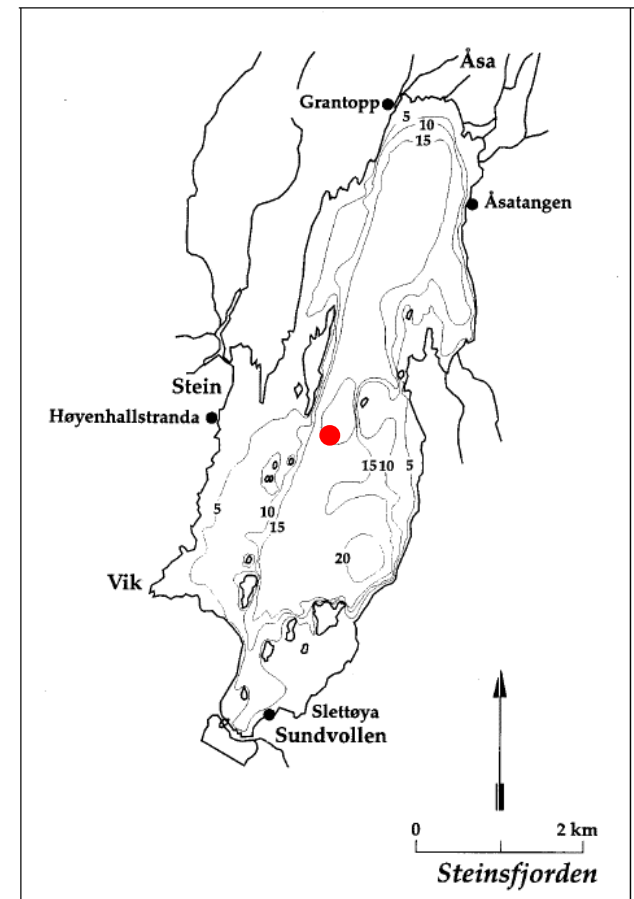 Åsa
Grantopp
5
10
15
Åsatangen
Stein
Høyenhallstranda
15 10 5
5
10
15
20
Vik
Slettøya
Sundvollen
0 2 km
Steinsfjorden